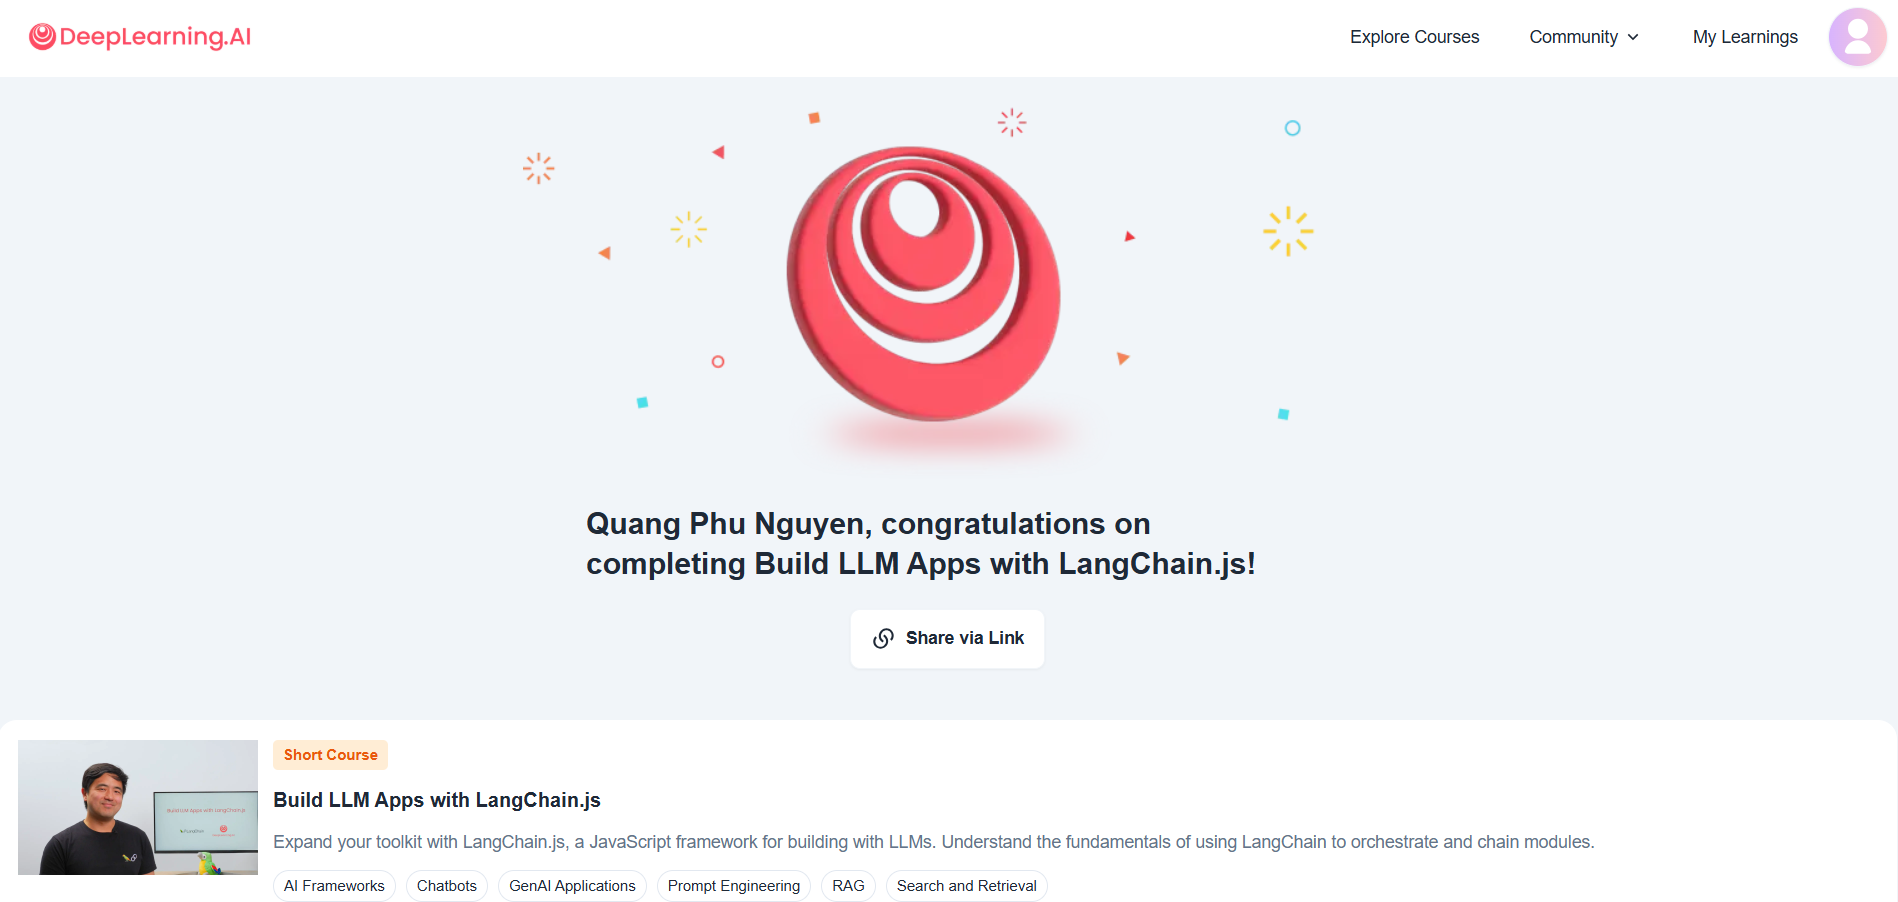 DeepLearning.AI
Explore Courses
Community
My Learnings
Quang Phu Nguyen, congratulations on
completing Build LLM Apps with LangChain.js!
Share via Link
Short Course
Build LLM Apps with LangChain.js
Build LLM Apps with LangChain.js
Expand your toolkit with LangChain.js, a JavaScript framework for building with LLMs. Understand the fundamentals of using LangChain to orchestrate and chain modules.
AI Frameworks
Chatbots
GenAI Applications
Prompt Engineering
RAG
Search and Retrieval